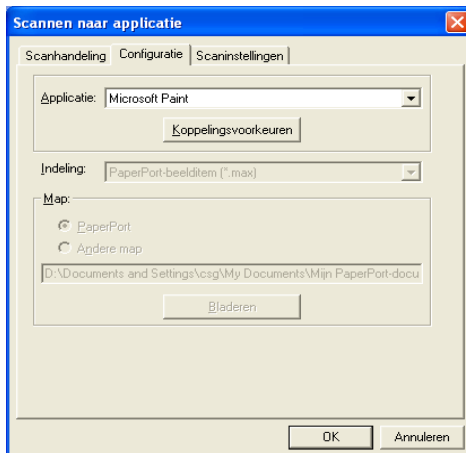 Scannen naar applicatie
Scanhandeling Configuratie Scaninstellingen
Applicatie: Microsoft Paint
Koppelingsvoorkeuren
Indeling: PaperPort-beelditem (*.max)
Map:
PaperPort
Andere map
D:\Documents and Settings\csg\My Documents\Mijn PaperPort-docu
Bladeren
OK Annuleren